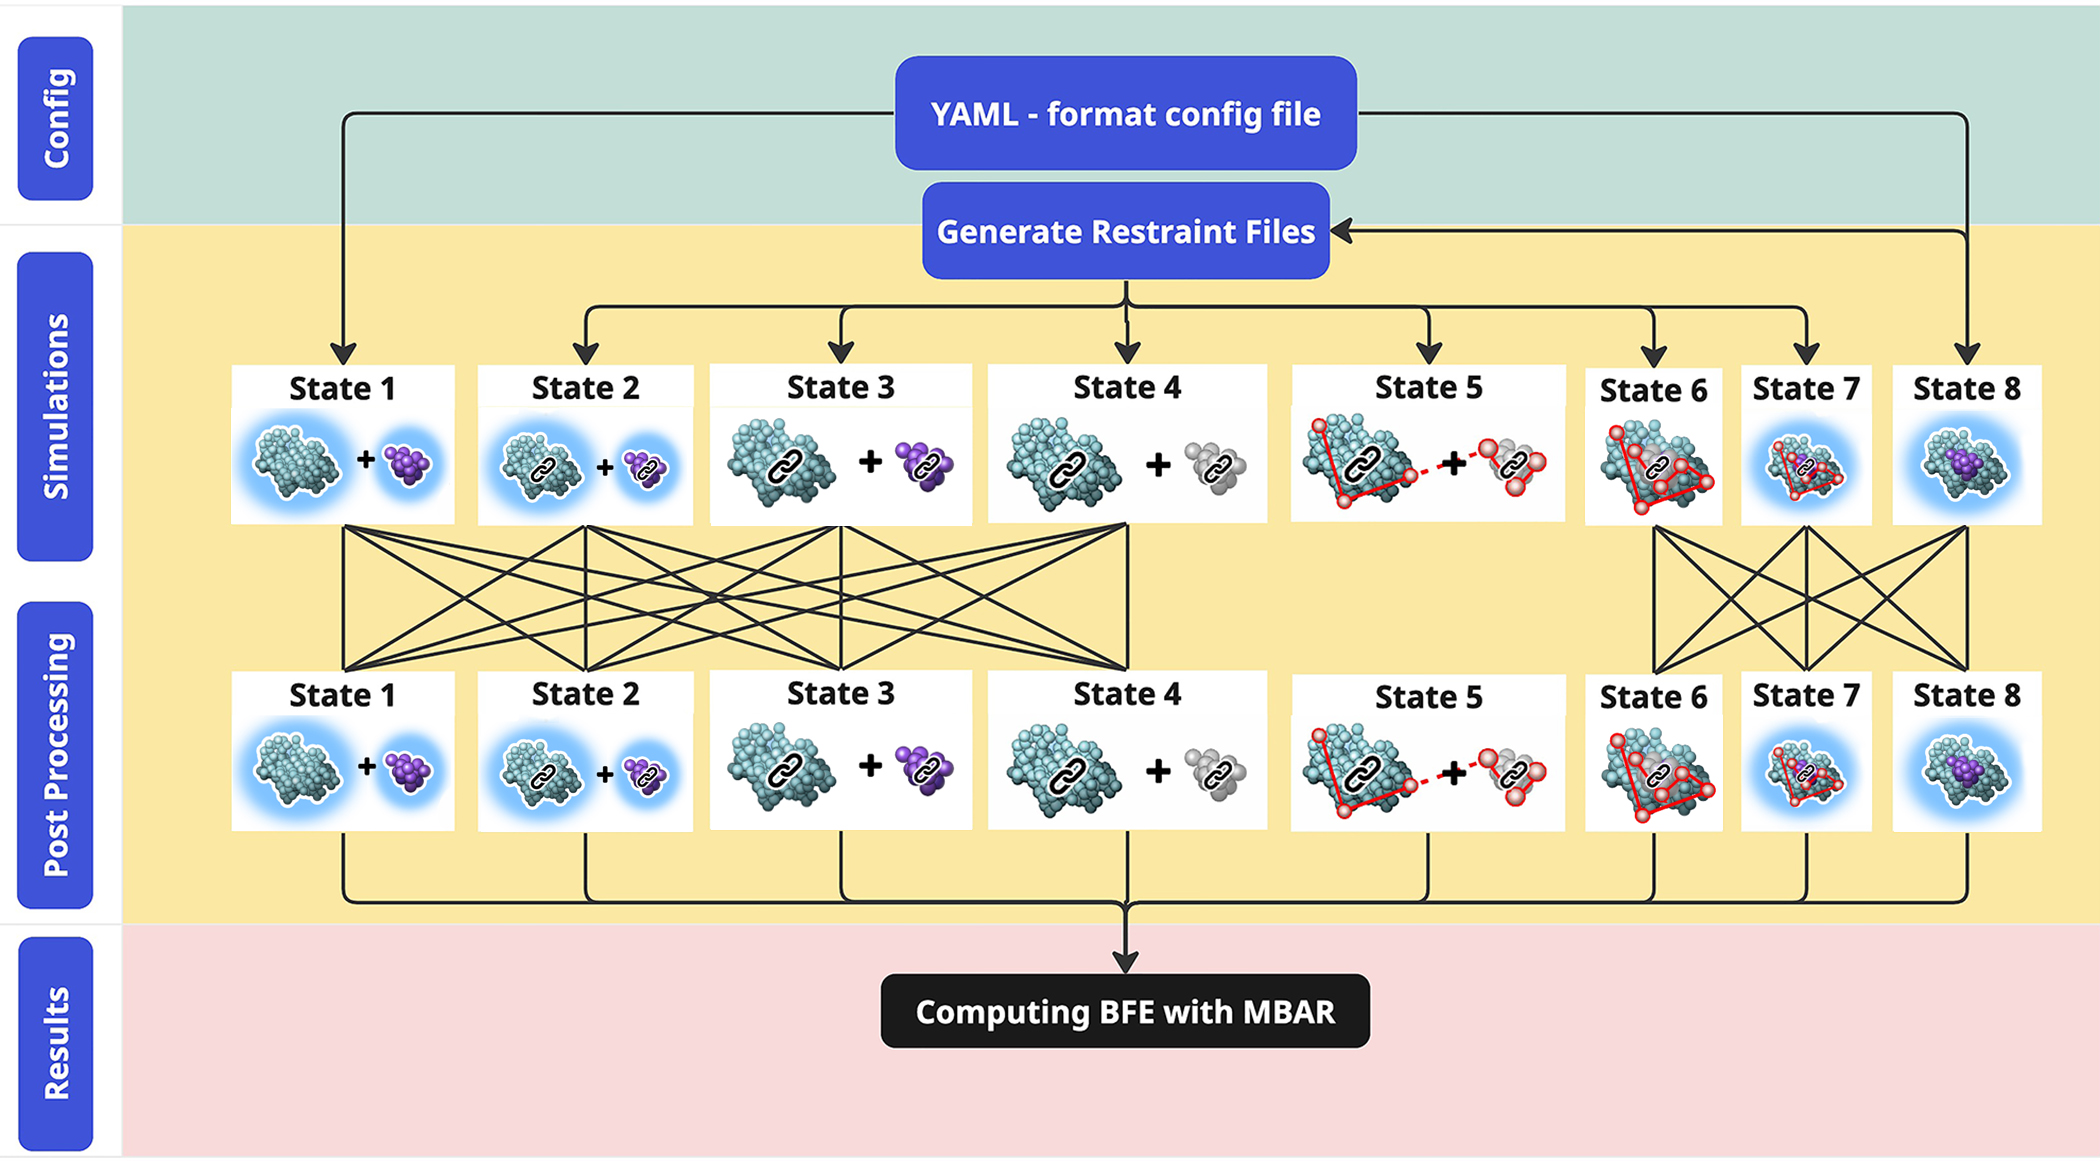 Config
YAML - format config file
Generate Restraint Files
Simulations
State 1
State 2
State 3
State 4
State 5
State 6
State 7
State 8
+
+
+
+
+
Post Processing
State 1
State 2
State 3
State 4
State 5
State 6
State 7
State 8
+
+
+
+
+
Results
Computing BFE with MBAR